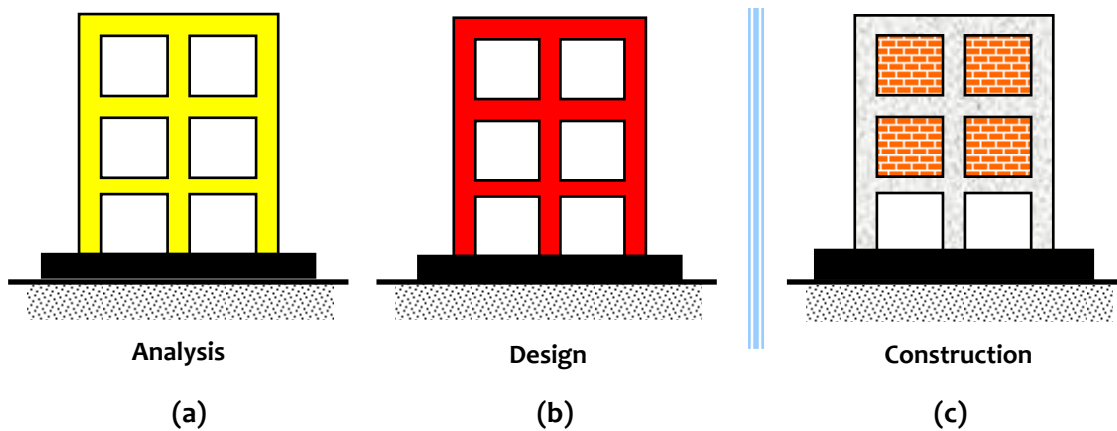 Analysis
Design
Construction
(a)
(b)
(c)